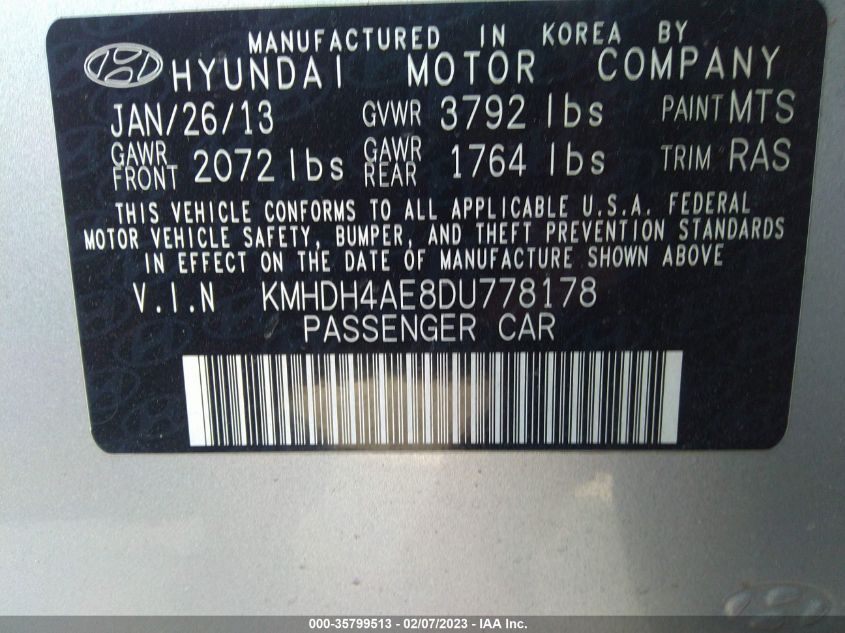 MANUFACTURED IN KOREA BY
HYUNDAI MOTOR COMPANY
JAN/26/13 GVWR 3792 lbs PAINT MTS
GAWR FRONT 2072 lbs GAWR REAR 1764 lbs TRIM RAS
THIS VEHICLE CONFORMS TO ALL APPLICABLE U.S.A. FEDERAL
MOTOR VEHICLE SAFETY, BUMPER, AND THEFT PREVENTION STANDARDS
IN EFFECT ON THE DATE OF MANUFACTURE SHOWN ABOVE
V.I.N KMHDH4AE8DU778178
PASSENGER CAR
000-35799513 - 02/07/2023 - USA, Inc.